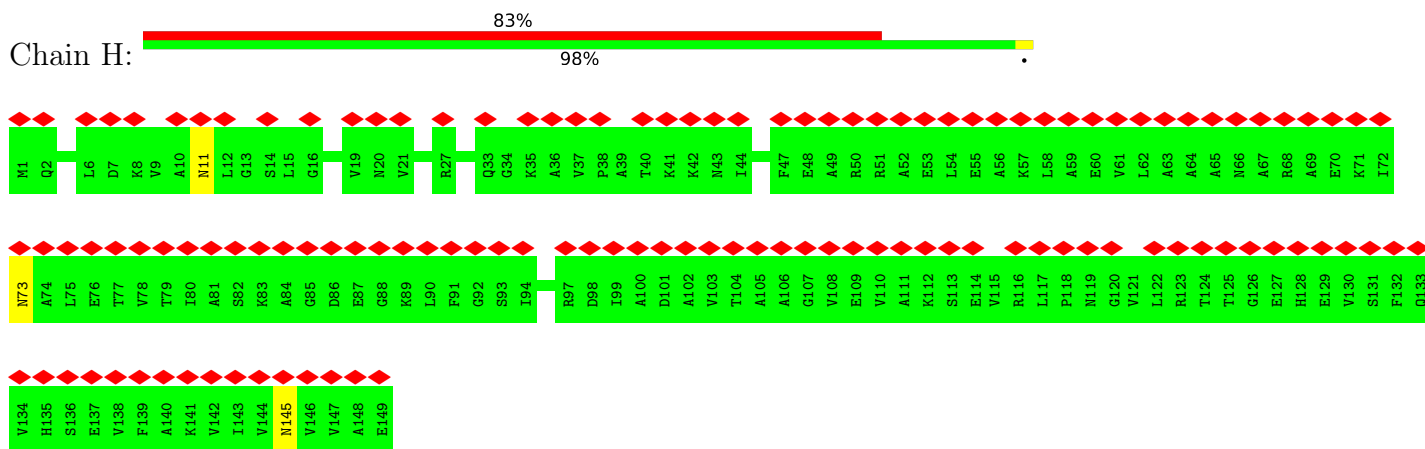 83%
Chain H:
98% •
M1 Q2 L6 D7 K8 V9 A10 N11 L12 G13 S14 L15 G16 V19 N20 V21 R27 Q33 G34 K35 A36 V37 P38 A39 T40 K41 K42 N43 I44 F47 E48 A49 R50 R51 A52 E53 L54 E55 A56 K57 L58 A59 E60 V61 L62 A63 A64 A65 N66 A67 R68 A69 E70 K71 I72
N73 A74 L75 E76 T77 V78 T79 I80 A81 S82 K83 A84 G85 D86 E87 G88 K89 L90 F91 G92 S93 I94 R97 D98 I99 A100 D101 A102 V103 T104 A105 A106 G107 V108 E109 V110 A111 K112 S113 E114 V115 R116 L117 P118 N119 G120 V121 L122 R123 T124 T125 G126 E127 H128 E129 V130 S131 F132 Q133
V134 H135 S136 E137 V138 F139 A140 K141 V142 I143 V144 N145 V146 V147 A148 E149